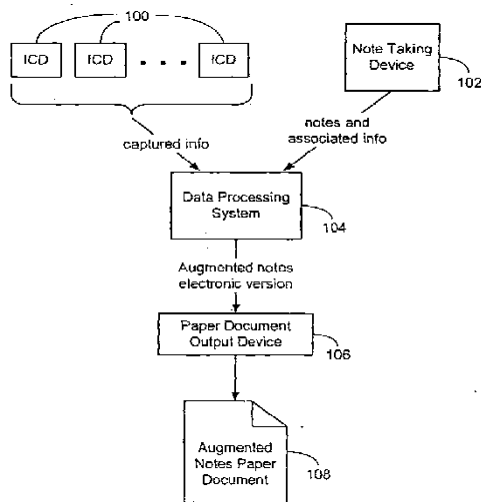 100
ICD ICD . . . ICD
Note Taking
Device
102
captured info
notes and
associated info
Data Processing
System
104
Augmented notes
electronic version
Paper Document
Output Device
106
Augmented
Notes Paper
Document
108